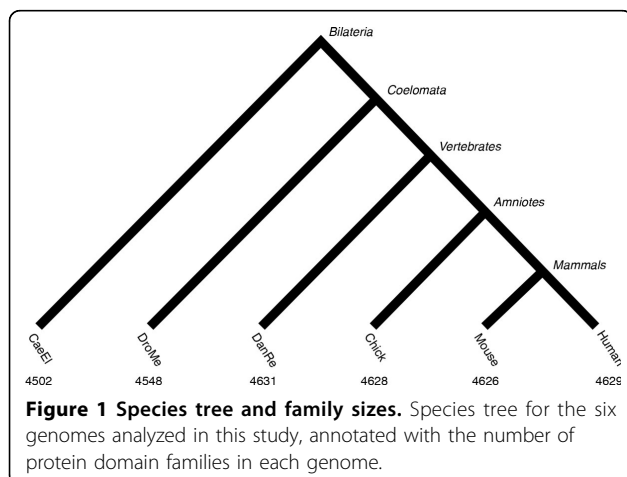 Bilateria
Coelomata
Vertebrates
Amniotes
Mammals
CaeEl
DroMe
DanRe
Chick
Mouse
Human
4502
4548
4631
4628
4626
4629
Figure 1 Species tree and family sizes. Species tree for the six
genomes analyzed in this study, annotated with the number of
protein domain families in each genome.